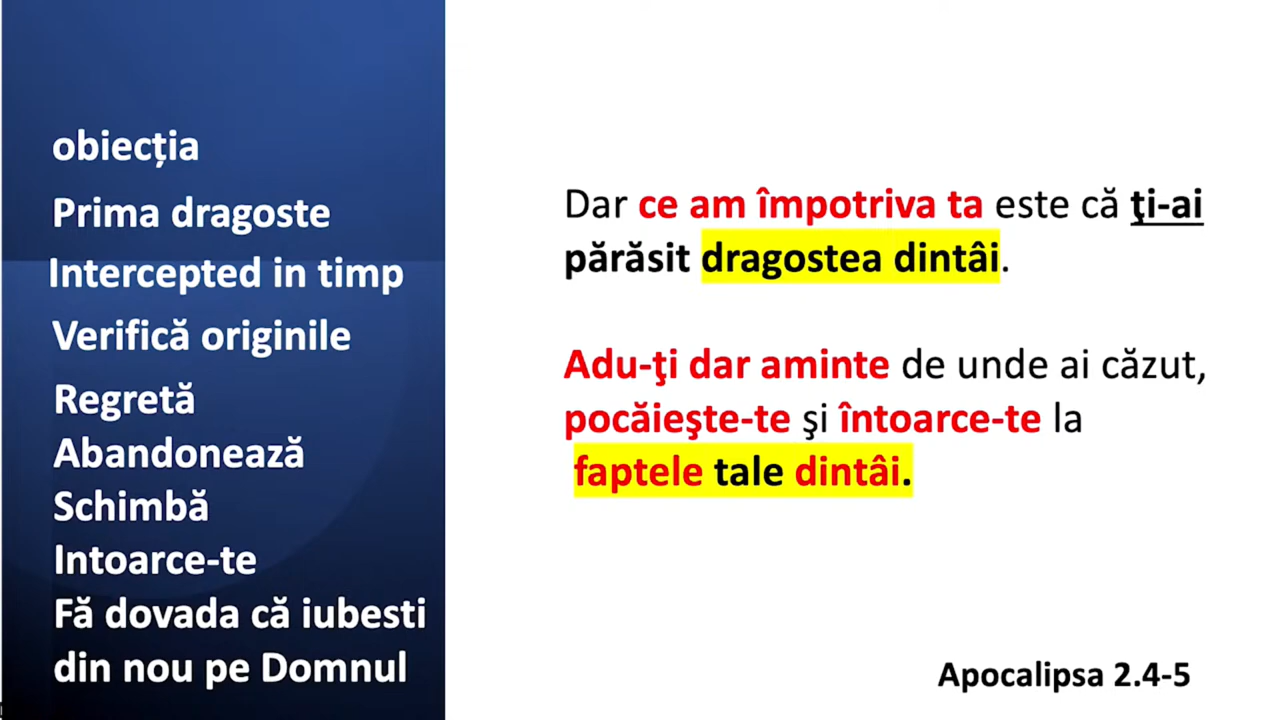 obiecția
Prima dragoste
Intercepted in timp
Verifică originile
Regretă
Abandonează
Schimbă
Intoarce-te
Fă dovada că iubesti
din nou pe Domnul
Dar ce am împotriva ta este că ţi-ai
părăsit dragostea dintâi.
Adu-ţi dar aminte de unde ai căzut,
pocăieşte-te şi întoarce-te la
faptele tale dintâi.
Apocalipsa 2.4-5